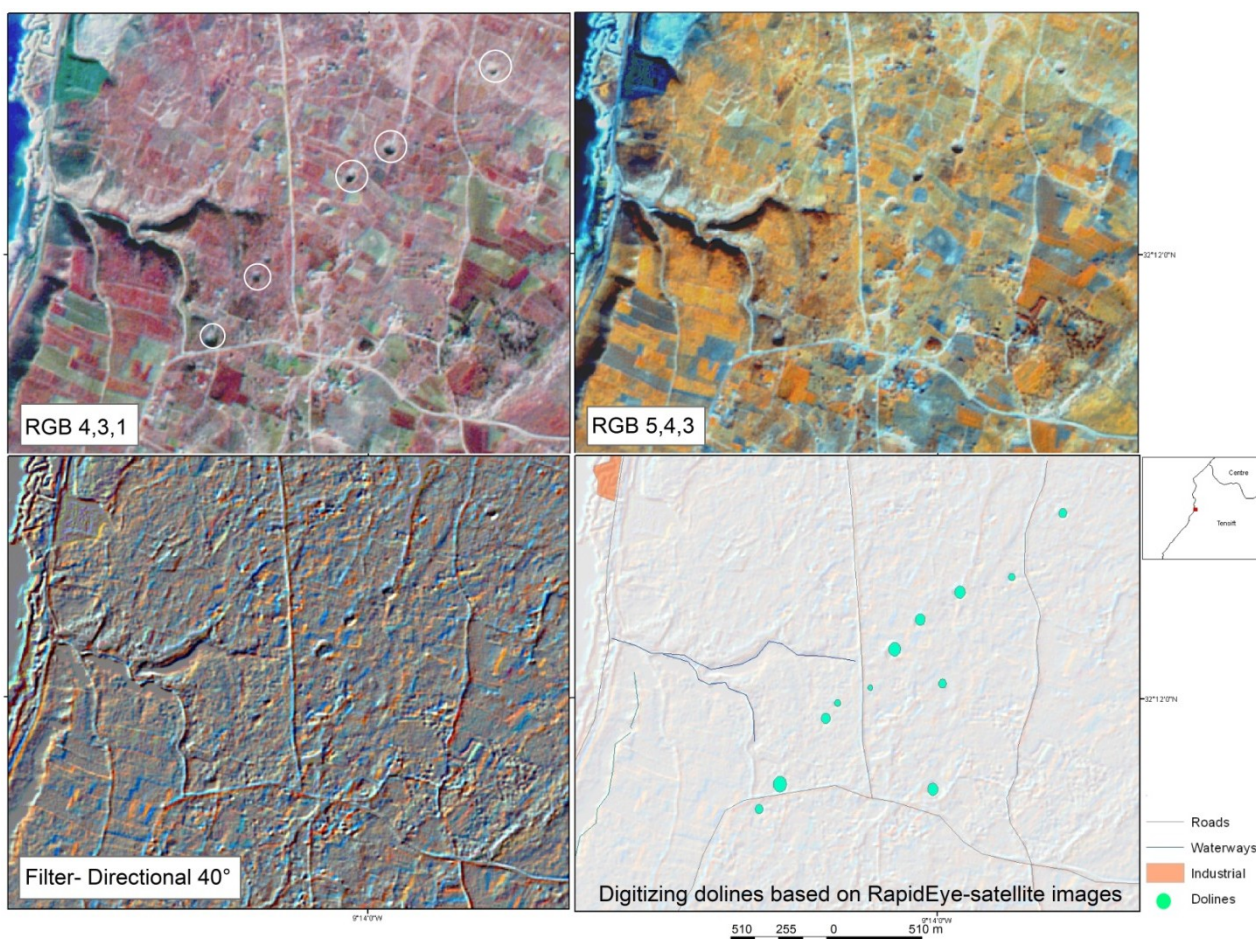 RGB 4,3,1
RGB 5,4,3
32°12'0"N
Centre
Tensift
32°12'0"N
Roads
Waterways
Industrial
Dolines
Filter- Directional 40°
Digitizing dolines based on RapidEye-satellite images
9°14'0"W
9°14'0"W
510 255 0 510 m